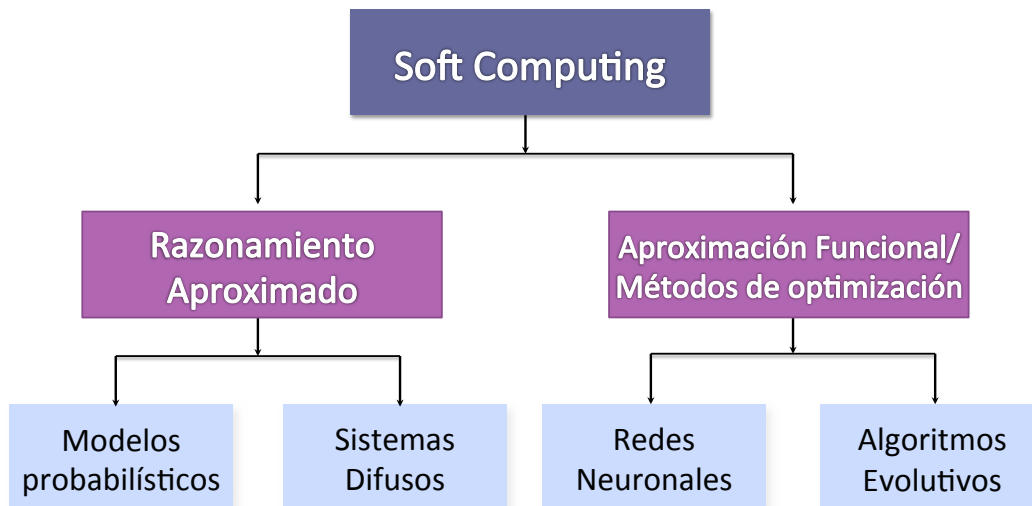 Soft Computing
Razonamiento
Aproximado
Aproximación Funcional/
Métodos de optimización
Modelos
probabilísticos
Sistemas
Difusos
Redes
Neuronales
Algoritmos
Evolutivos